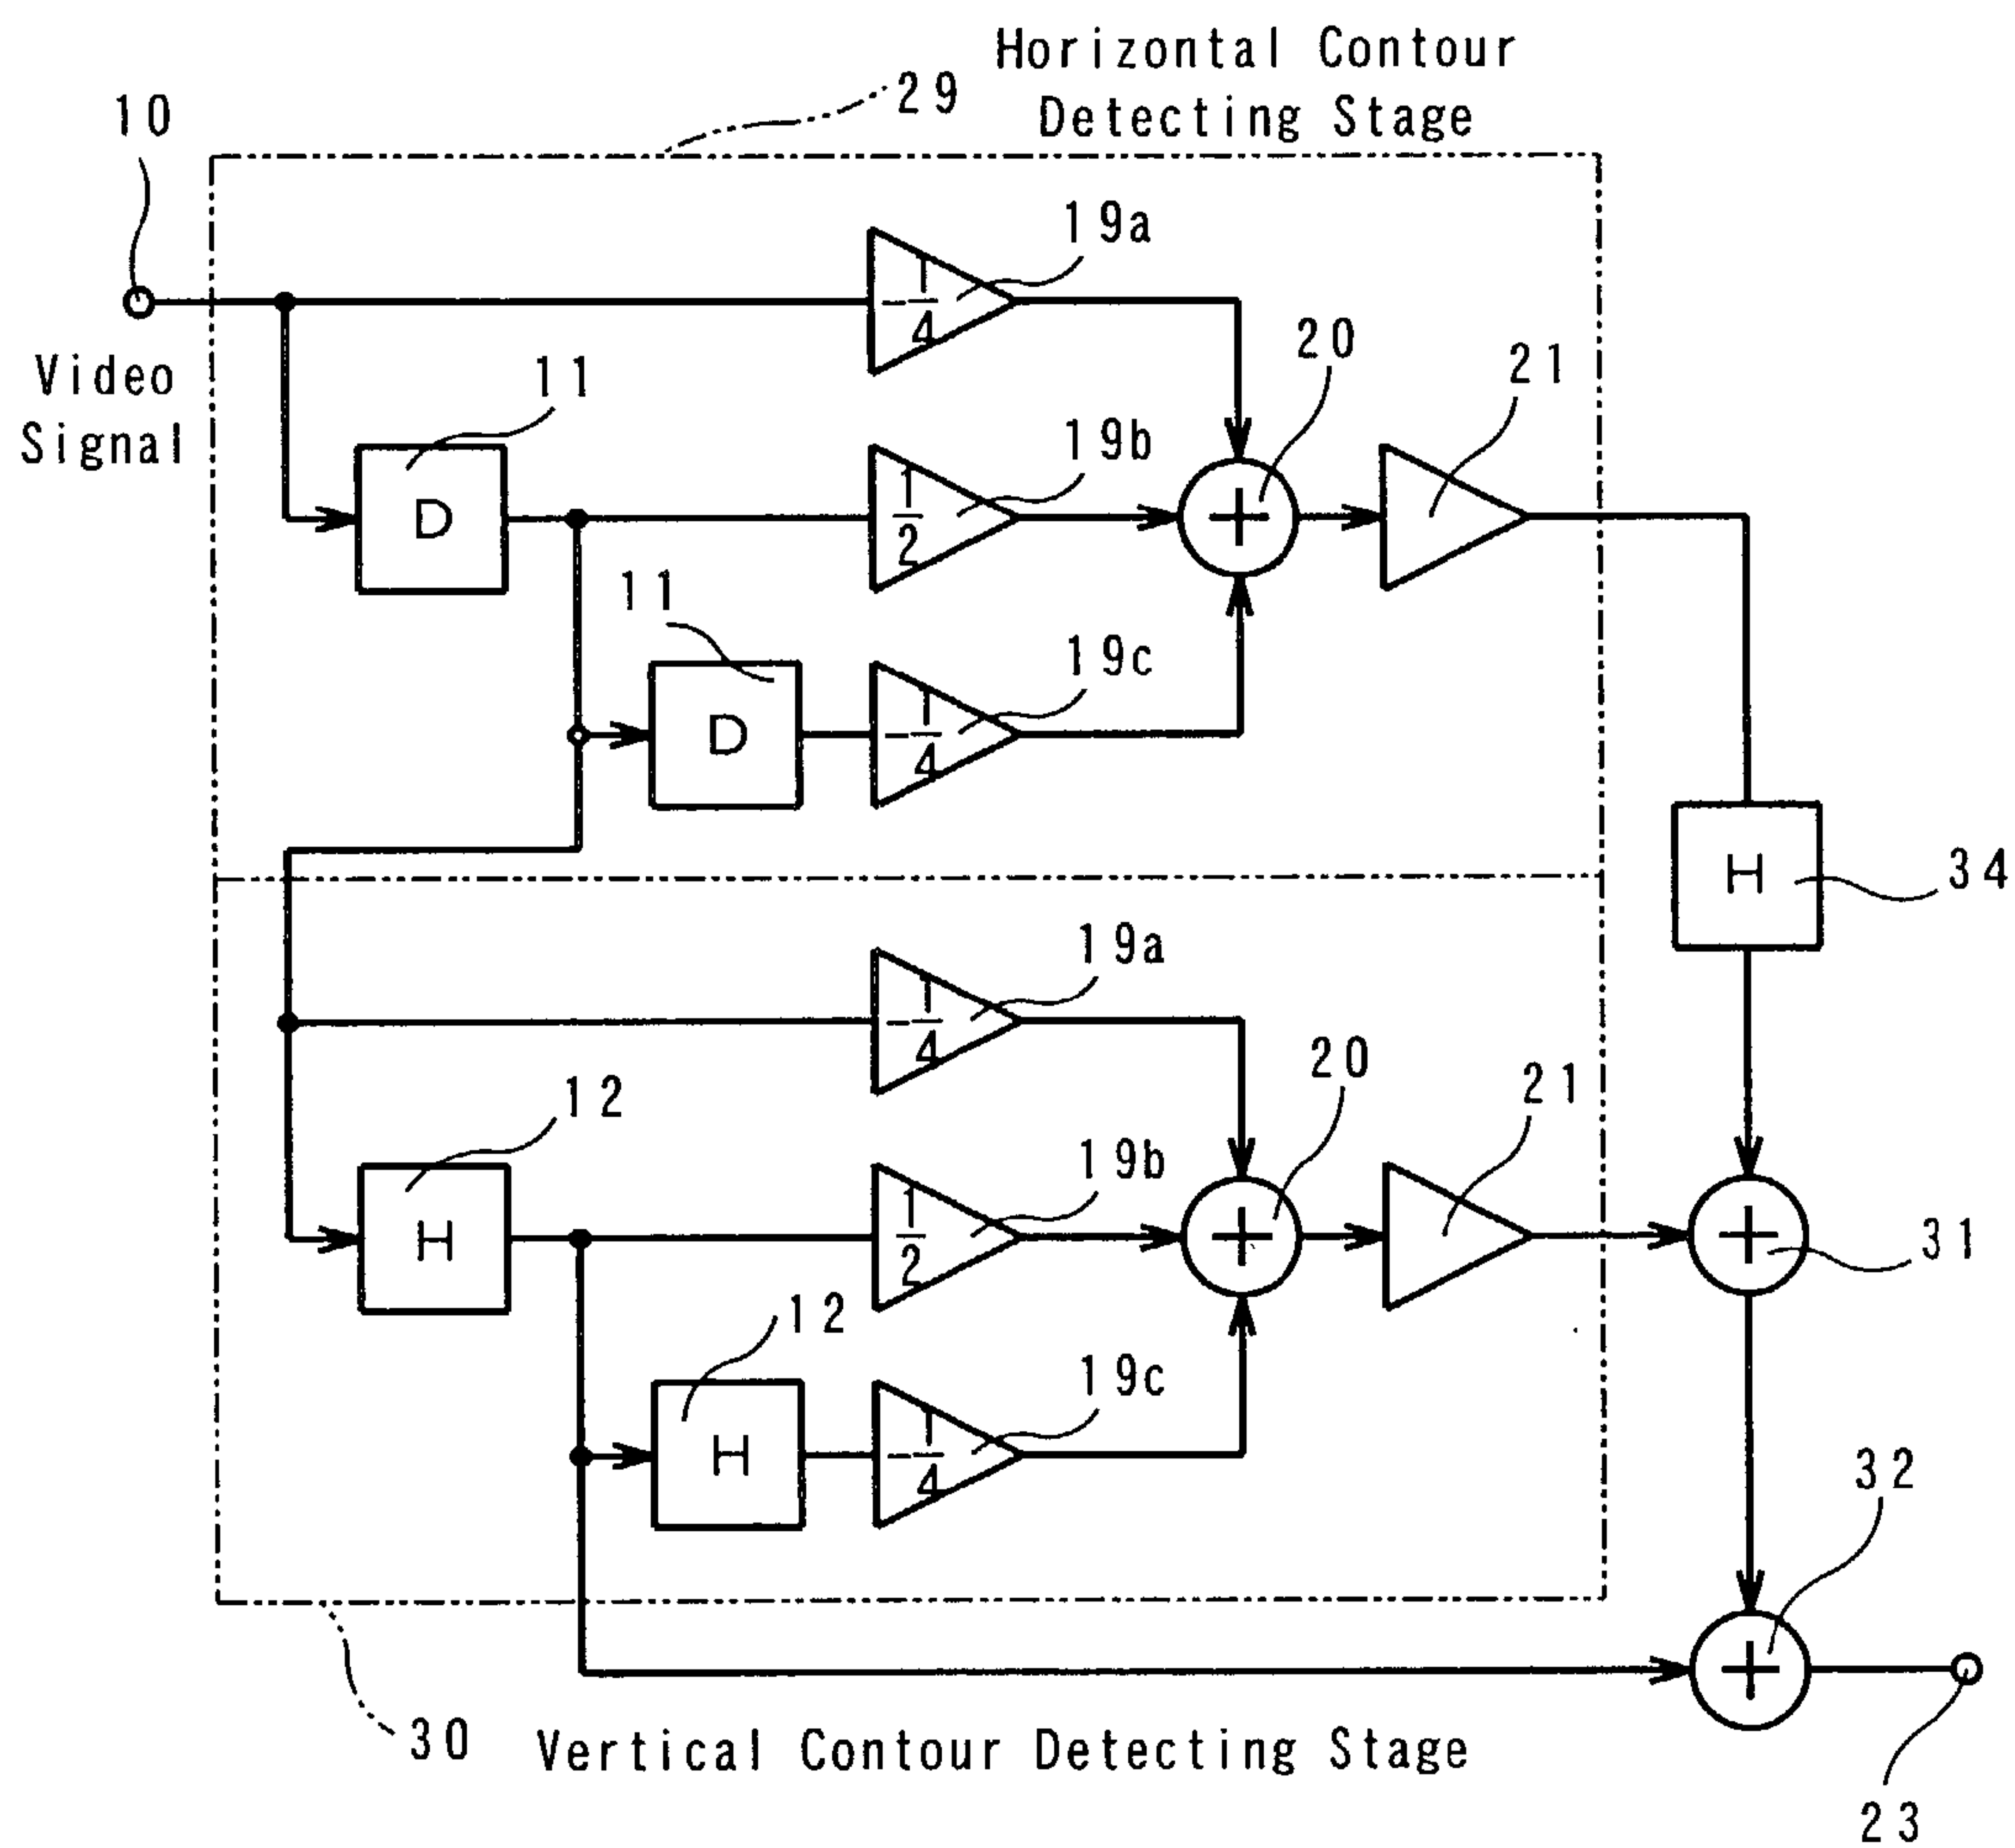 Horizontal Contour
Detecting Stage
29
10
Video
Signal
19a
-1/4
20
21
11
D
19b
1/2
11
D
19c
-1/4
H
34
19a
-1/4
20
21
12
H
19b
1/2
31
12
H
19c
-1/4
32
30
Vertical Contour Detecting Stage
23